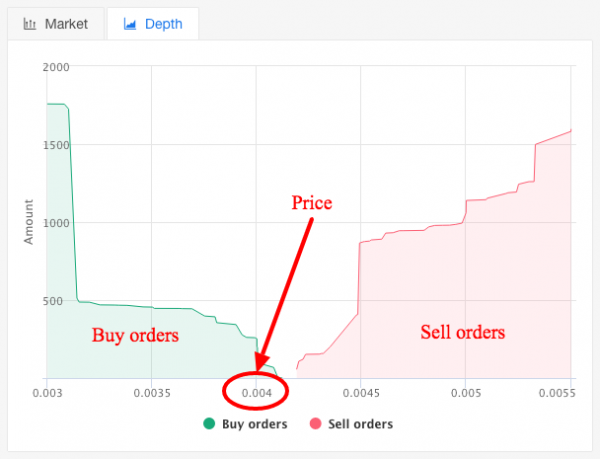 Market Depth
2000
1500
1000
500
Amount
Price
Buy orders
Sell orders
0.003 0.0035 0.004 0.0045 0.005 0.0055
Buy orders Sell orders